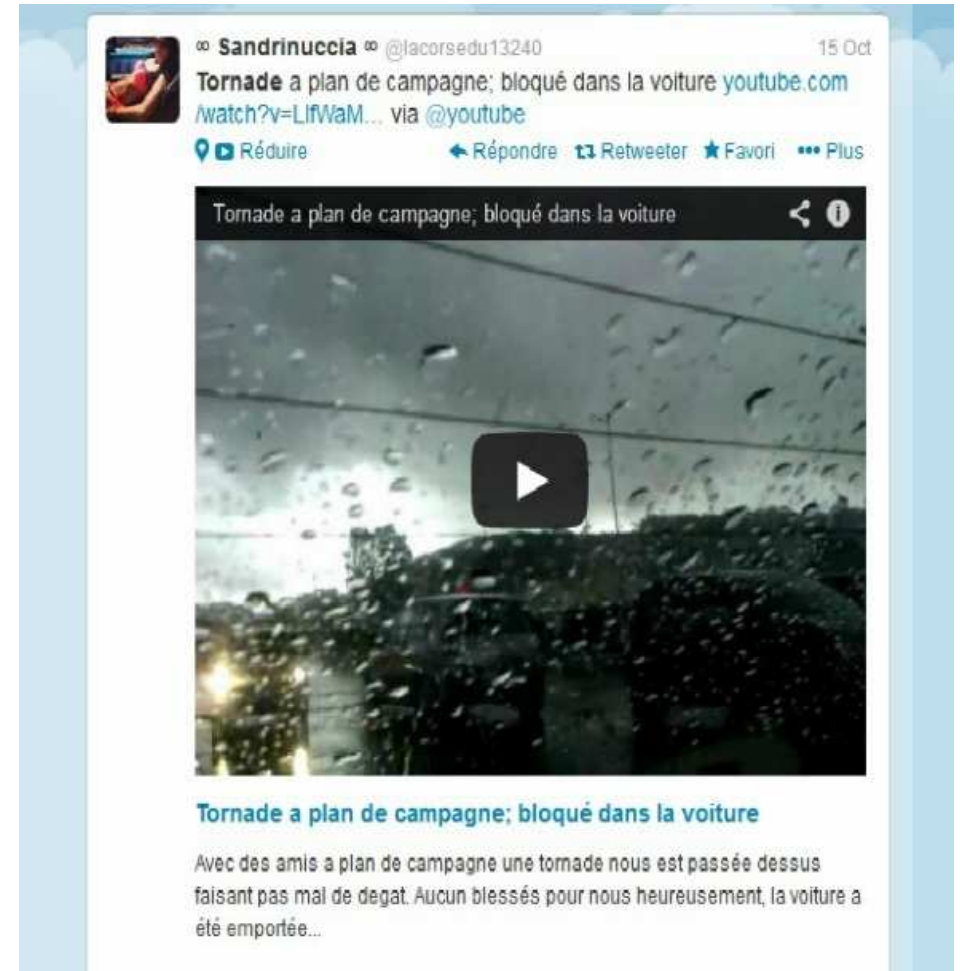 ∞ Sandrinuccia ∞ @lacorsedu13240 15 Oct
Tornade a plan de campagne; bloqué dans la voiture youtube.com
/watch?v=LIfWaM... via @youtube
Réduire Répondre Retweeter Favori ••• Plus
Tornade a plan de campagne; bloqué dans la voiture
Tornade a plan de campagne; bloqué dans la voiture
Avec des amis a plan de campagne une tornade nous est passée dessus
faisant pas mal de degat. Aucun blessés pour nous heureusement, la voiture a
été emportée...